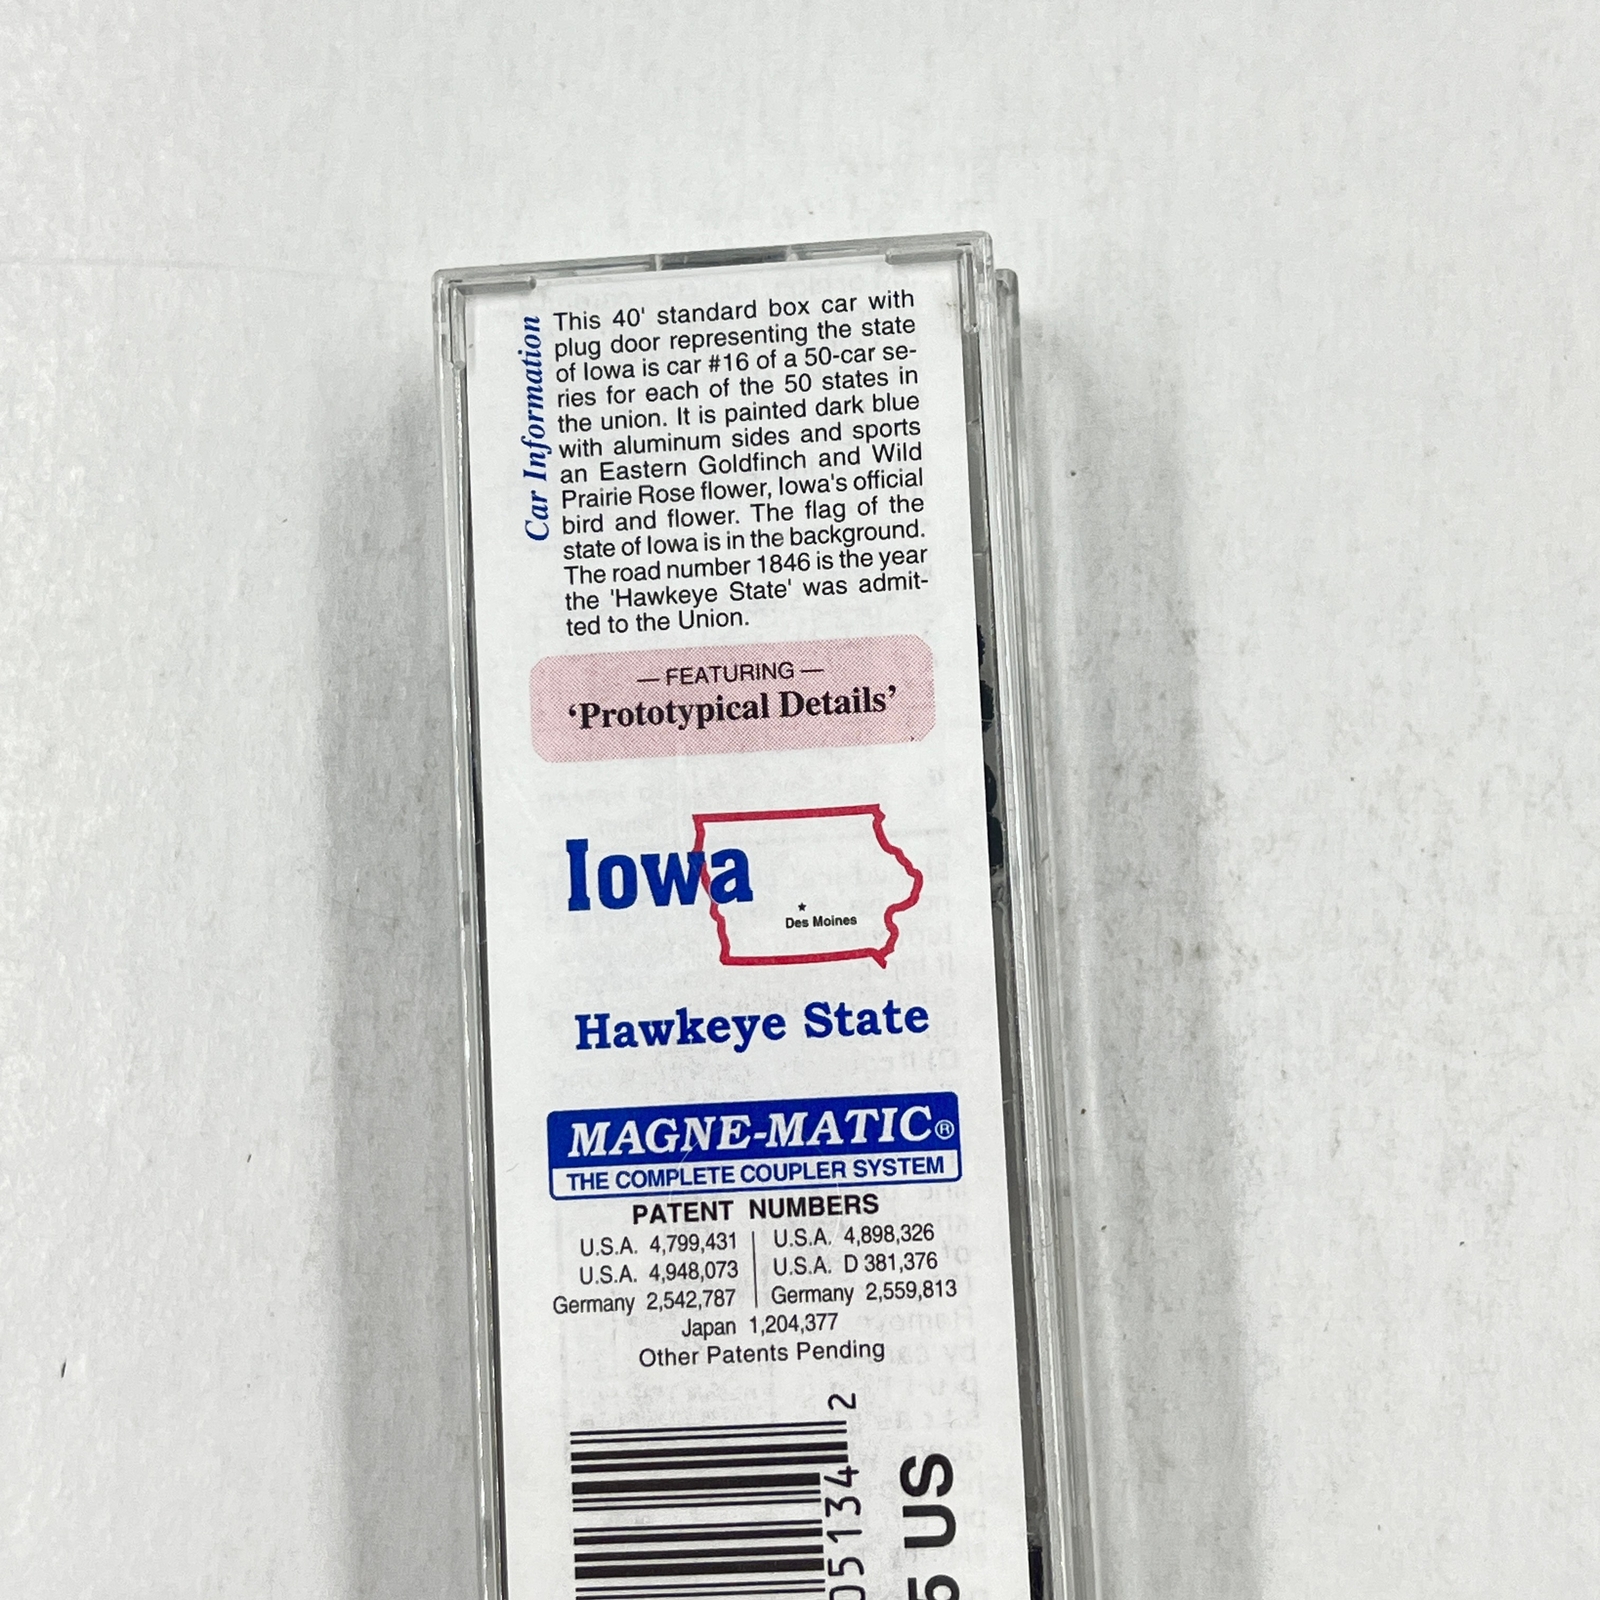 Car Information
This 40' standard box car with
plug door representing the state
of Iowa is car #16 of a 50-car se-
ries for each of the 50 states in
the union. It is painted dark blue
with aluminum sides and sports
an Eastern Goldfinch and Wild
Prairie Rose flower, Iowa's official
bird and flower. The flag of the
state of Iowa is in the background.
The road number 1846 is the year
the 'Hawkeye State' was admit-
ted to the Union.
— FEATURING —
‘Prototypical Details’
Iowa
Des Moines
Hawkeye State
MAGNE-MATIC®
THE COMPLETE COUPLER SYSTEM
PATENT NUMBERS
U.S.A. 4,799,431 | U.S.A. 4,898,326
U.S.A. 4,948,073 | U.S.A. D 381,376
Germany 2,542,787 | Germany 2,559,813
Japan 1,204,377
Other Patents Pending
05134 2
US